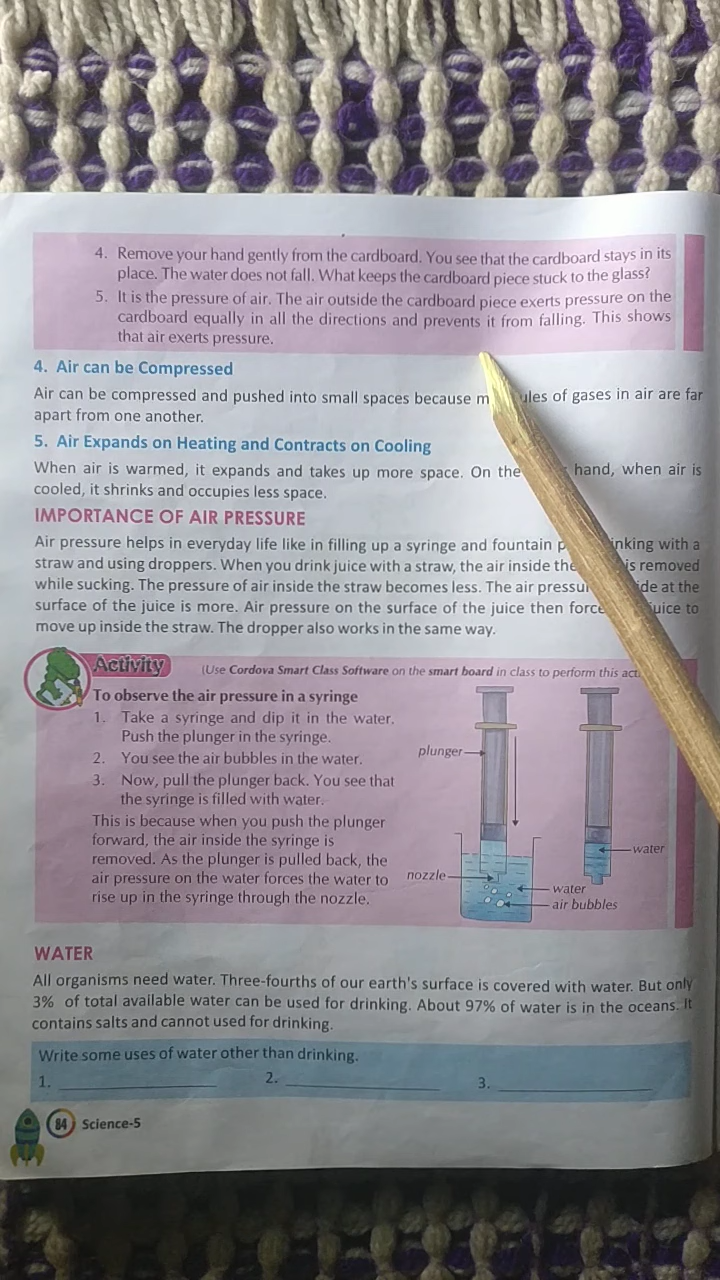 4. Remove your hand gently from the cardboard. You see that the cardboard stays in its
place. The water does not fall. What keeps the cardboard piece stuck to the glass?
5. It is the pressure of air. The air outside the cardboard piece exerts pressure on the
cardboard equally in all the directions and prevents it from falling. This shows
that air exerts pressure.
4. Air can be Compressed
Air can be compressed and pushed into small spaces because of gases in air are far
apart from one another.
5. Air Expands on Heating and Contracts on Cooling
When air is warmed, it expands and takes up more space. On the hand, when air is
cooled, it shrinks and occupies less space.
IMPORTANCE OF AIR PRESSURE
Air pressure helps in everyday life like in filling up a syringe and fountain with a
straw and using droppers. When you drink juice with a straw, the air inside the is removed
while sucking. The pressure of air inside the straw becomes less. The air at the
surface of the juice is more. Air pressure on the surface of the juice then juice to
move up inside the straw. The dropper also works in the same way.
Activity
(Use Cordova Smart Class Software on the smart board in class to perform this
To observe the air pressure in a syringe
1. Take a syringe and dip it in the water.
Push the plunger in the syringe.
2. You see the air bubbles in the water.
3. Now, pull the plunger back. You see that
the syringe is filled with water.
This is because when you push the plunger
forward, the air inside the syringe is
removed. As the plunger is pulled back, the
air pressure on the water forces the water to
rise up in the syringe through the nozzle.
plunger
nozzle
water
air bubbles
water
WATER
All organisms need water. Three-fourths of our earth's surface is covered with water. But only
3% of total available water can be used for drinking. About 97% of water is in the oceans. It
contains salts and cannot used for drinking.
Write some uses of water other than drinking.
1. 2. 3.
84 Science-5